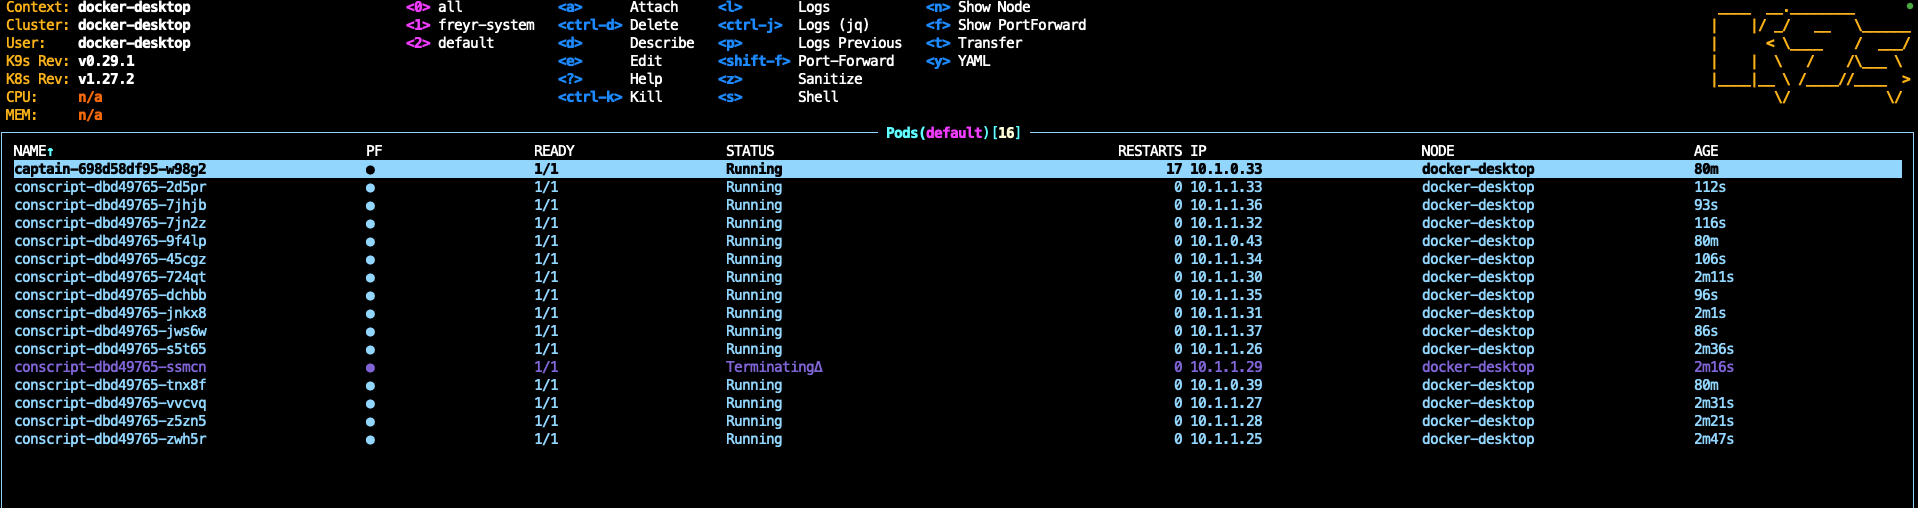 Context: docker-desktop <0> all <a> Attach <l> Logs <n> Show Node
Cluster: docker-desktop <1> freyr-system <ctrl-d> Delete <ctrl-j> Logs (jq) <f> Show PortForward
User: docker-desktop <2> default <d> Describe <p> Logs Previous <t> Transfer
K9s Rev: v0.29.1 <e> Edit <shift-f> Port-Forward <y> YAML
K8s Rev: v1.27.2 <?> Help <z> Sanitize
CPU: n/a <ctrl-k> Kill <s> Shell
MEM: n/a
Pods(default)[16]
NAME↑ PF READY STATUS RESTARTS IP NODE AGE
captain-698d58df95-w98g2 ● 1/1 Running 17 10.1.0.33 docker-desktop 80m
conscript-dbd49765-2d5pr ● 1/1 Running 0 10.1.1.33 docker-desktop 112s
conscript-dbd49765-7jhjb ● 1/1 Running 0 10.1.1.36 docker-desktop 93s
conscript-dbd49765-7jn2z ● 1/1 Running 0 10.1.1.32 docker-desktop 116s
conscript-dbd49765-9f4lp ● 1/1 Running 0 10.1.0.43 docker-desktop 80m
conscript-dbd49765-45cgz ● 1/1 Running 0 10.1.1.34 docker-desktop 106s
conscript-dbd49765-724qt ● 1/1 Running 0 10.1.1.30 docker-desktop 2m11s
conscript-dbd49765-dchbb ● 1/1 Running 0 10.1.1.35 docker-desktop 96s
conscript-dbd49765-jnkx8 ● 1/1 Running 0 10.1.1.31 docker-desktop 2m1s
conscript-dbd49765-jws6w ● 1/1 Running 0 10.1.1.37 docker-desktop 86s
conscript-dbd49765-s5t65 ● 1/1 Running 0 10.1.1.26 docker-desktop 2m36s
conscript-dbd49765-ssmcn ● 1/1 TerminatingΔ 0 10.1.1.29 docker-desktop 2m16s
conscript-dbd49765-tnx8f ● 1/1 Running 0 10.1.0.39 docker-desktop 80m
conscript-dbd49765-vvcvq ● 1/1 Running 0 10.1.1.27 docker-desktop 2m31s
conscript-dbd49765-z5zn5 ● 1/1 Running 0 10.1.1.28 docker-desktop 2m21s
conscript-dbd49765-zwh5r ● 1/1 Running 0 10.1.1.25 docker-desktop 2m47s